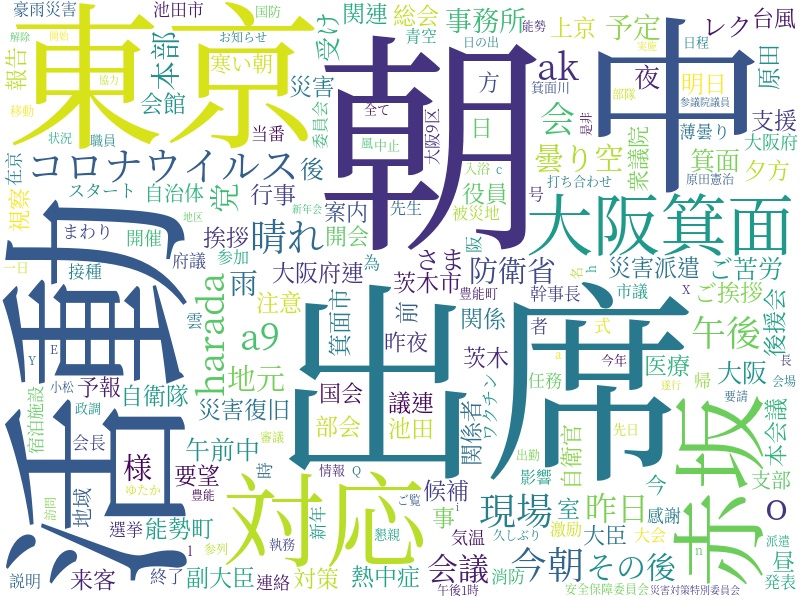 豪雨災害
池田市
国防
お知らせ
関連
総会
事務所
上京
能勢
予定
レク
台風
解除
開始
報告
協力
本部
東京
寒い朝
受け
青空
日の出
朝
ak
方
夜
申
実施
日程
明日
原田
移動
会館
災害
委員会
全て
箕面川
部隊
参議院議員
状況
職員
当番
大阪9区
日
会
是非
薄曇り
支援
在京
コロナウイルス
後
風
中止
入浴
c
曇り空
衆議院
箕面
大阪府
夕方
視察
スタート
自治体
党
行事
役員
号
打ち合わせ
原田憲治
地区
新年会
案内
先生
被災地
大阪箕面
まわり
開催
挨拶
晴れ
開会
阪
活動
府議
参加
さま
為
一日
接種
雨
大阪府連
茨木市
防衛省
名
h
災害派遣
ご苦労
雲
harada
注意
豊能町
幹事長
市議
x
ご挨拶
Y
E
a9
箕面市
前
関係
者
式
後援会
午後
昨夜
出席
a
今年
長
小松
予報
自衛隊
地元
茨木
医療
大阪
会場
政調
国会
議連
関係者
ワクチン
任務
帰
遂行
要請
宿泊施設
災害復旧
部会
池田
赤坂
本会議
会長
午前中
審議
出勤
先日
自衛官
支部
訪問
地域
様
要望
時
情報
Q
ご覧
候補
現場
影響
室
昨日
今
O
ゆたか
豊能
対応
事
i
激励
感謝
n
派遣
選挙
能勢町
新年
懇親
気温
久しぶり
大臣
大会
昼
説明
来客
l
参列
執務
会議
今朝
その後
発表
終了
副大臣
連絡
対策
熱中症
消防
午後1時
安全保障委員会
災害対策特別委員会